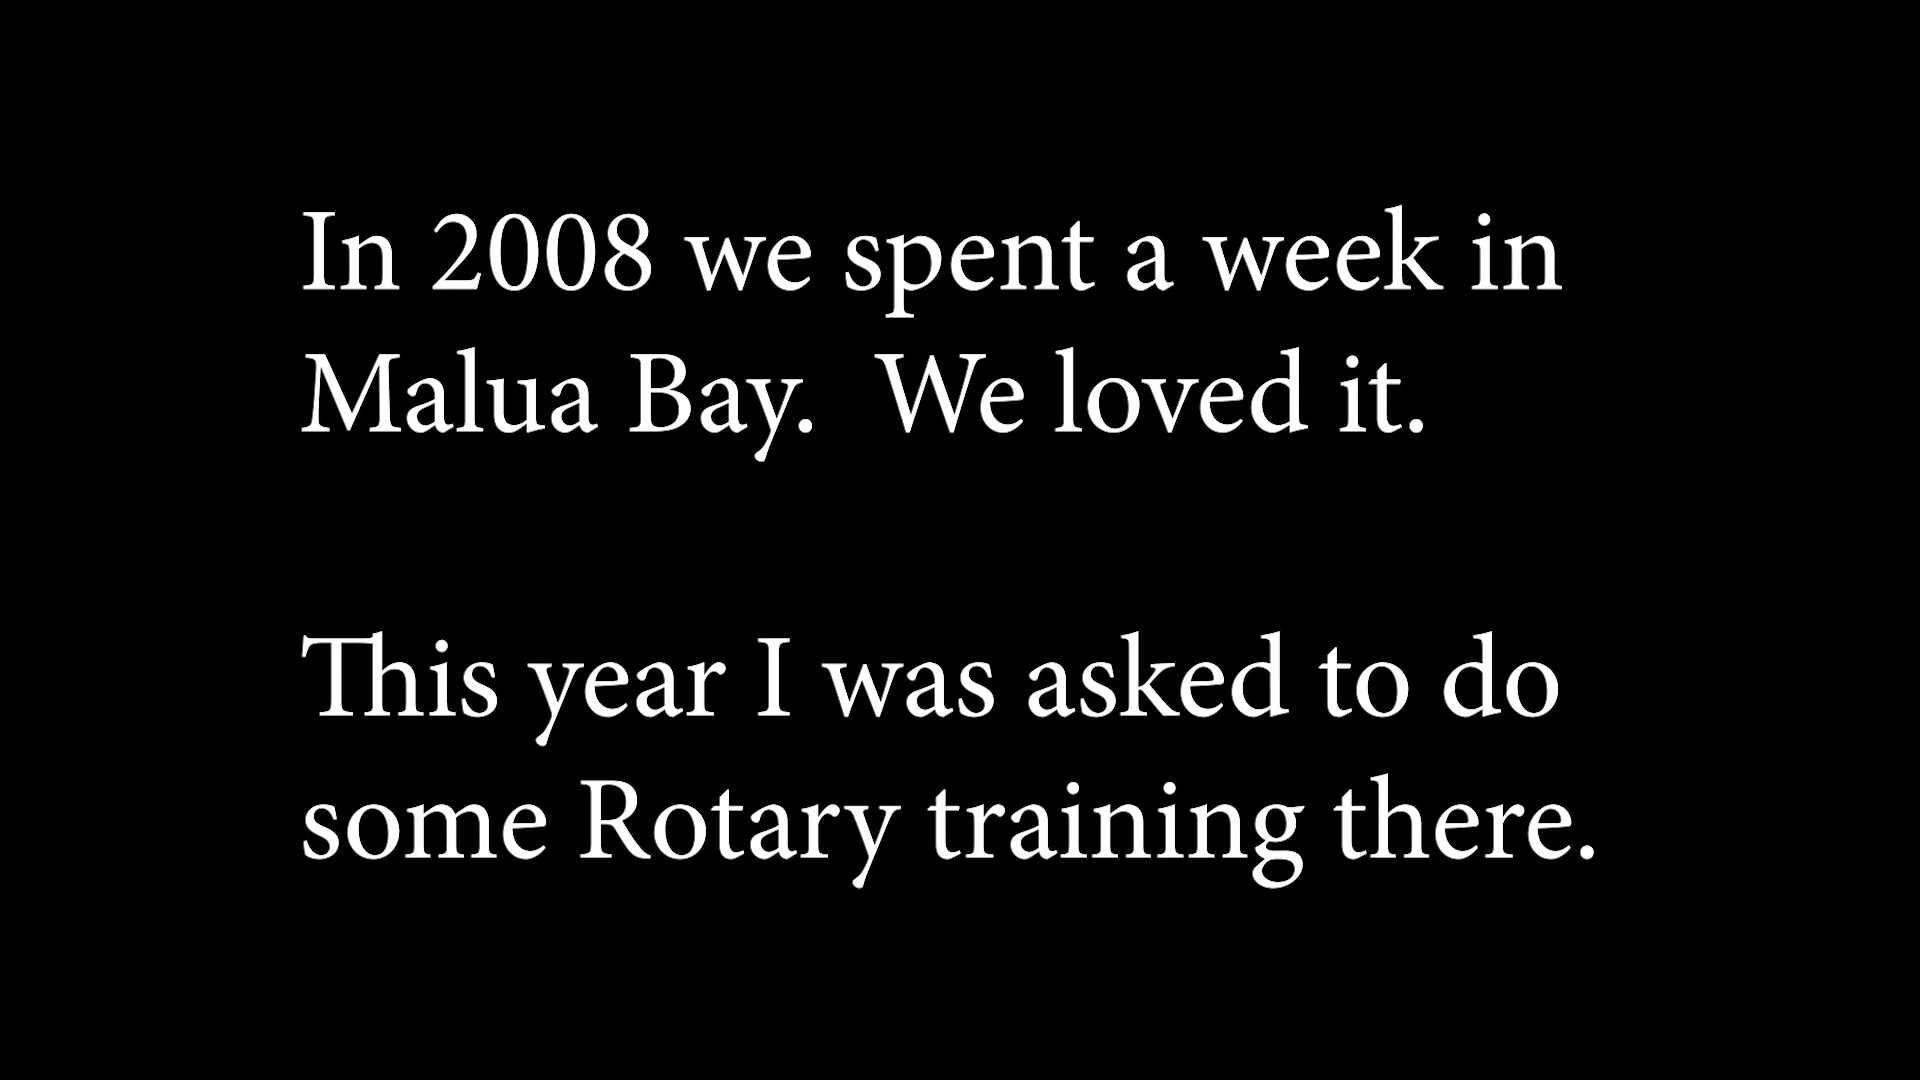 In 2008 we spent a week in
Malua Bay.  We loved it.
This year I was asked to do
some Rotary training there.